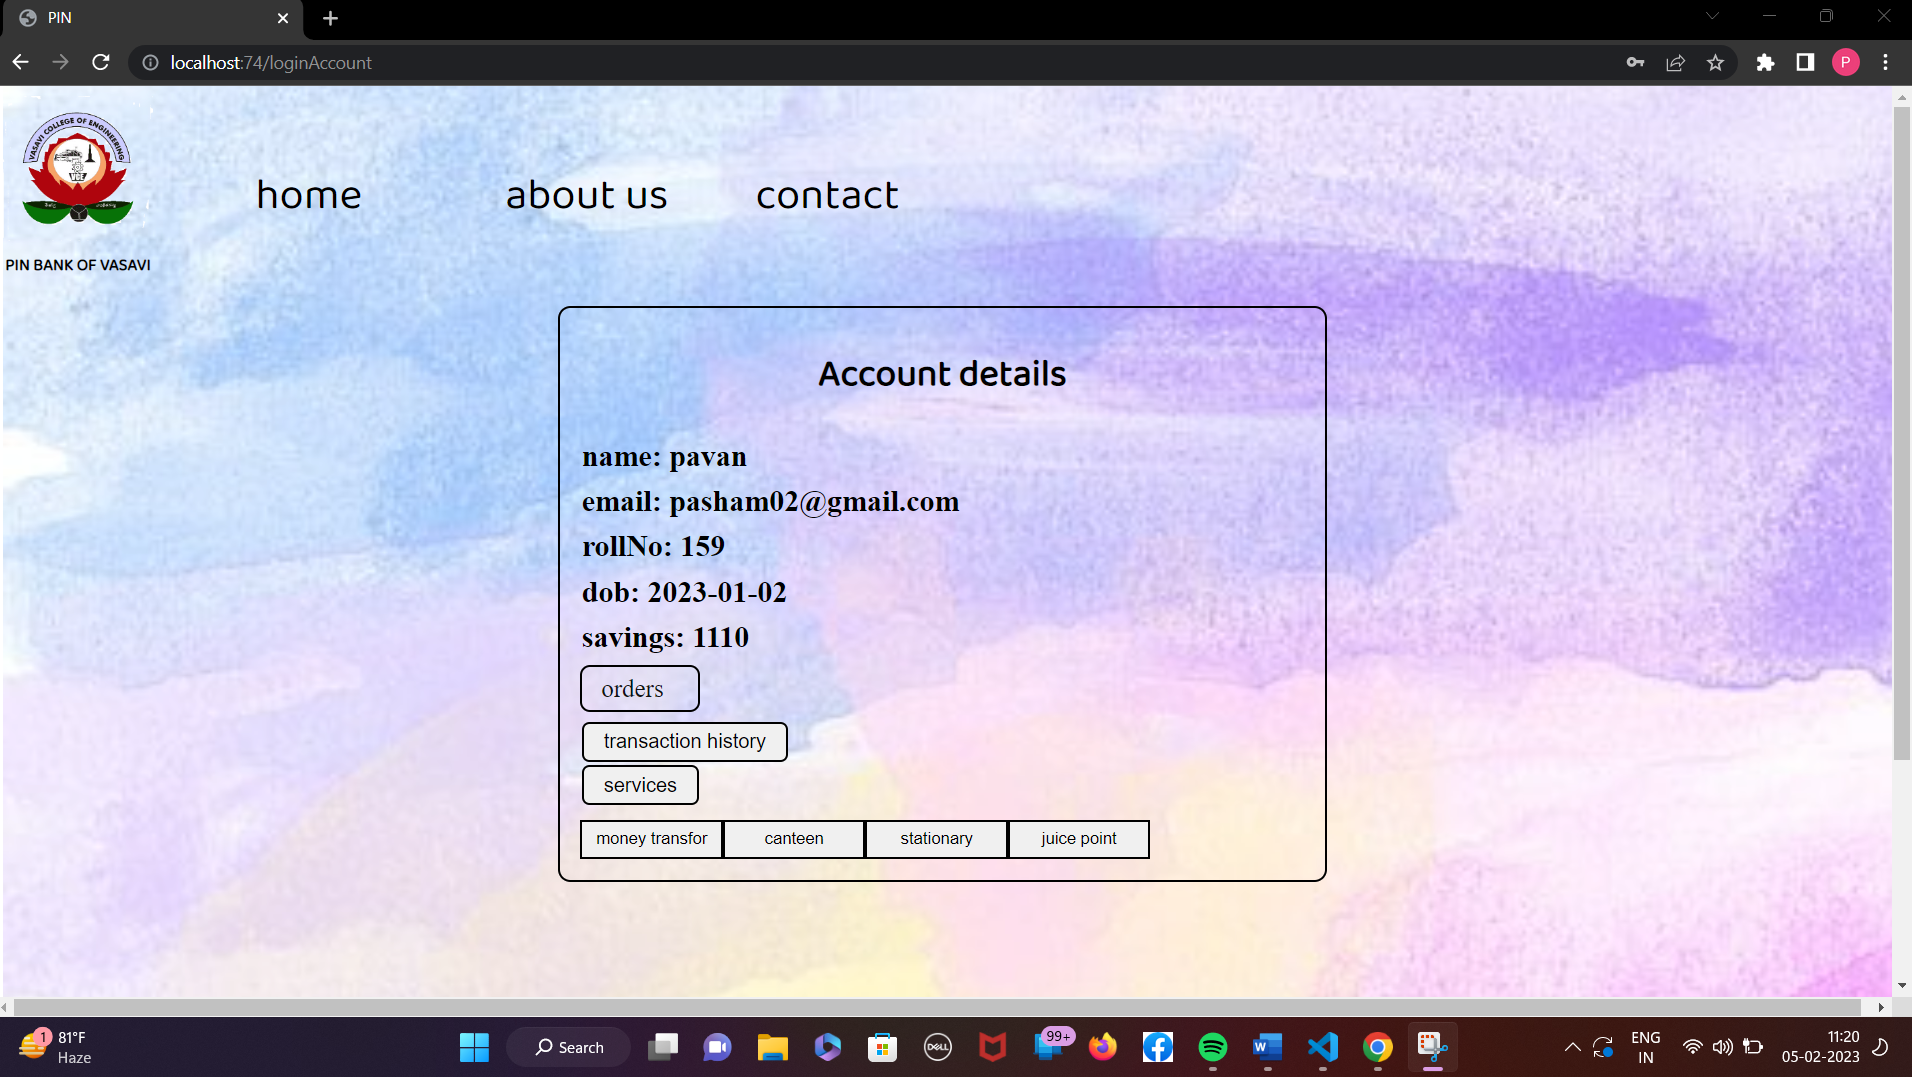 PIN
localhost:74/loginAccount
P
VASAVI COLLEGE OF ENGINEERING
VCE
home about us contact
PIN BANK OF VASAVI
Account details
name: pavan
email: pasham02@gmail.com
rollNo: 159
dob: 2023-01-02
savings: 1110
orders
transaction history
services
money transfor canteen stationary juice point
1 81°F
Haze
Search
DELL
99+
W
ENG
IN
11:20
05-02-2023